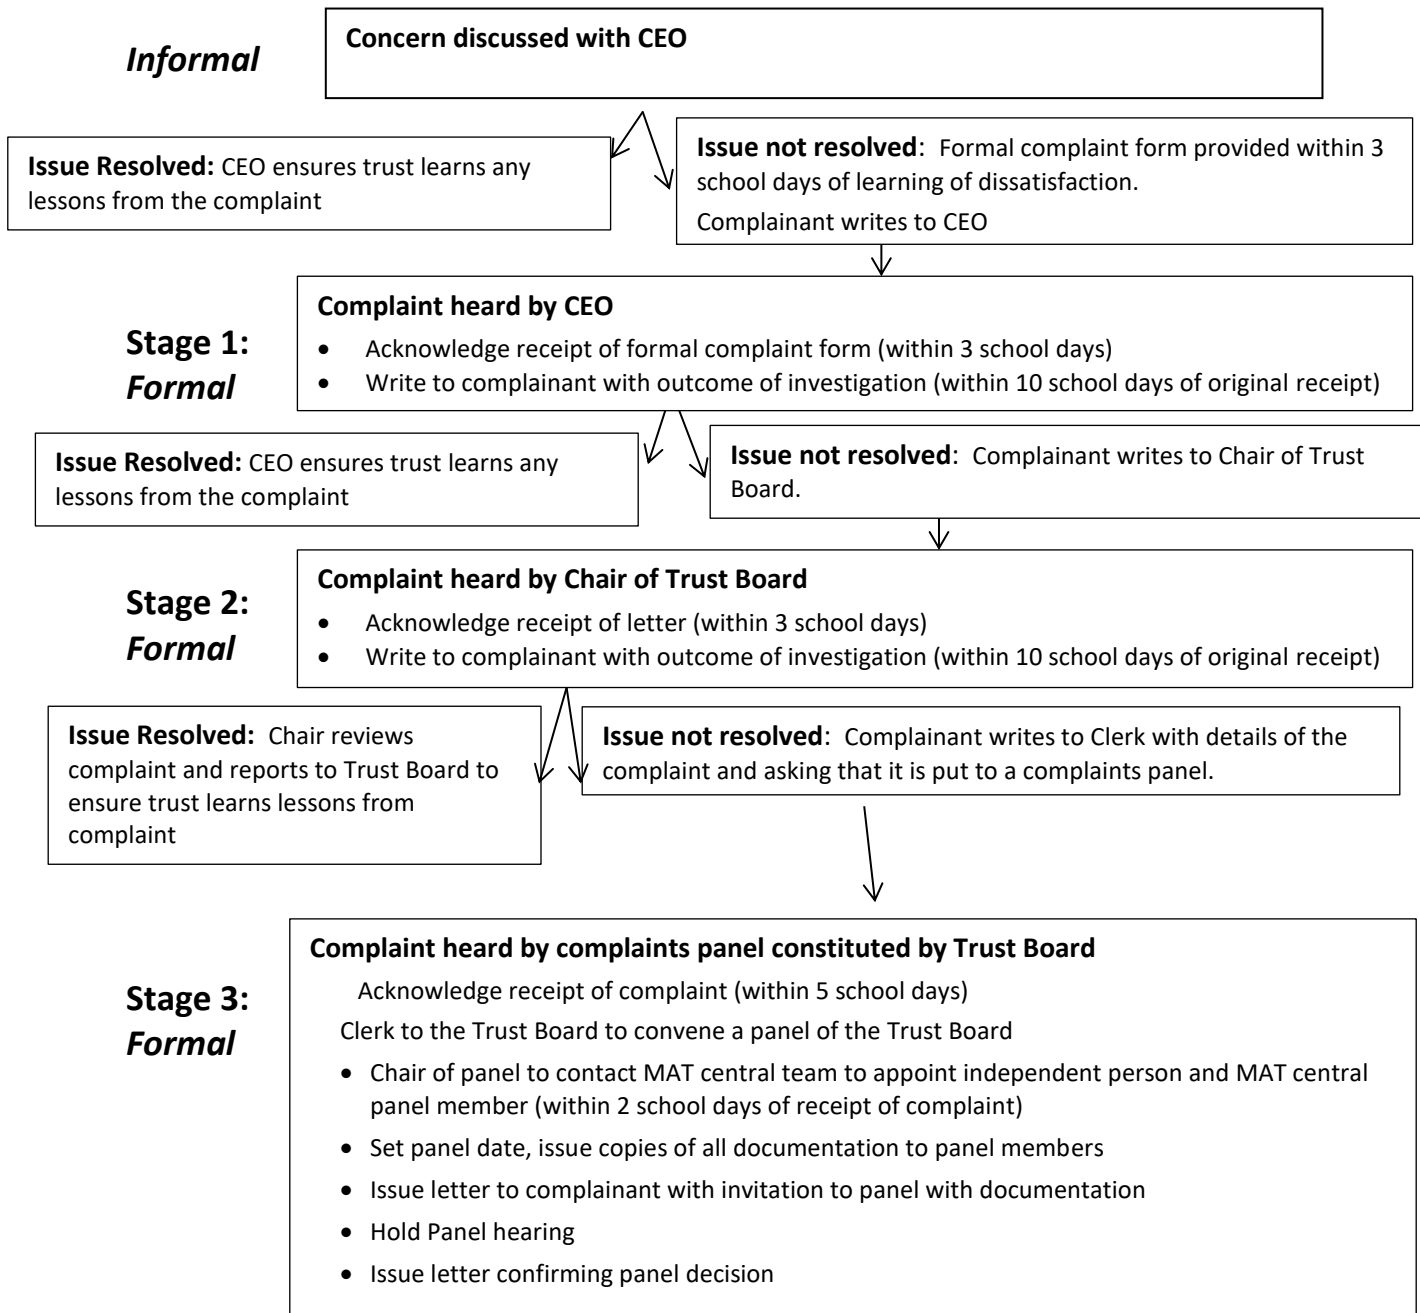 Informal
Concern discussed with CEO
Issue Resolved: CEO ensures trust learns any
lessons from the complaint
Issue not resolved: Formal complaint form provided within 3
school days of learning of dissatisfaction.
Complainant writes to CEO
Stage 1:
Formal
Complaint heard by CEO
• Acknowledge receipt of formal complaint form (within 3 school days)
• Write to complainant with outcome of investigation (within 10 school days of original receipt)
Issue Resolved: CEO ensures trust learns any
lessons from the complaint
Issue not resolved: Complainant writes to Chair of Trust
Board.
Stage 2:
Formal
Complaint heard by Chair of Trust Board
• Acknowledge receipt of letter (within 3 school days)
• Write to complainant with outcome of investigation (within 10 school days of original receipt)
Issue Resolved: Chair reviews
complaint and reports to Trust Board to
ensure trust learns lessons from
complaint
Issue not resolved: Complainant writes to Clerk with details of the
complaint and asking that it is put to a complaints panel.
Stage 3:
Formal
Complaint heard by complaints panel constituted by Trust Board
Acknowledge receipt of complaint (within 5 school days)
Clerk to the Trust Board to convene a panel of the Trust Board
• Chair of panel to contact MAT central team to appoint independent person and MAT central
panel member (within 2 school days of receipt of complaint)
• Set panel date, issue copies of all documentation to panel members
• Issue letter to complainant with invitation to panel with documentation
• Hold Panel hearing
• Issue letter confirming panel decision